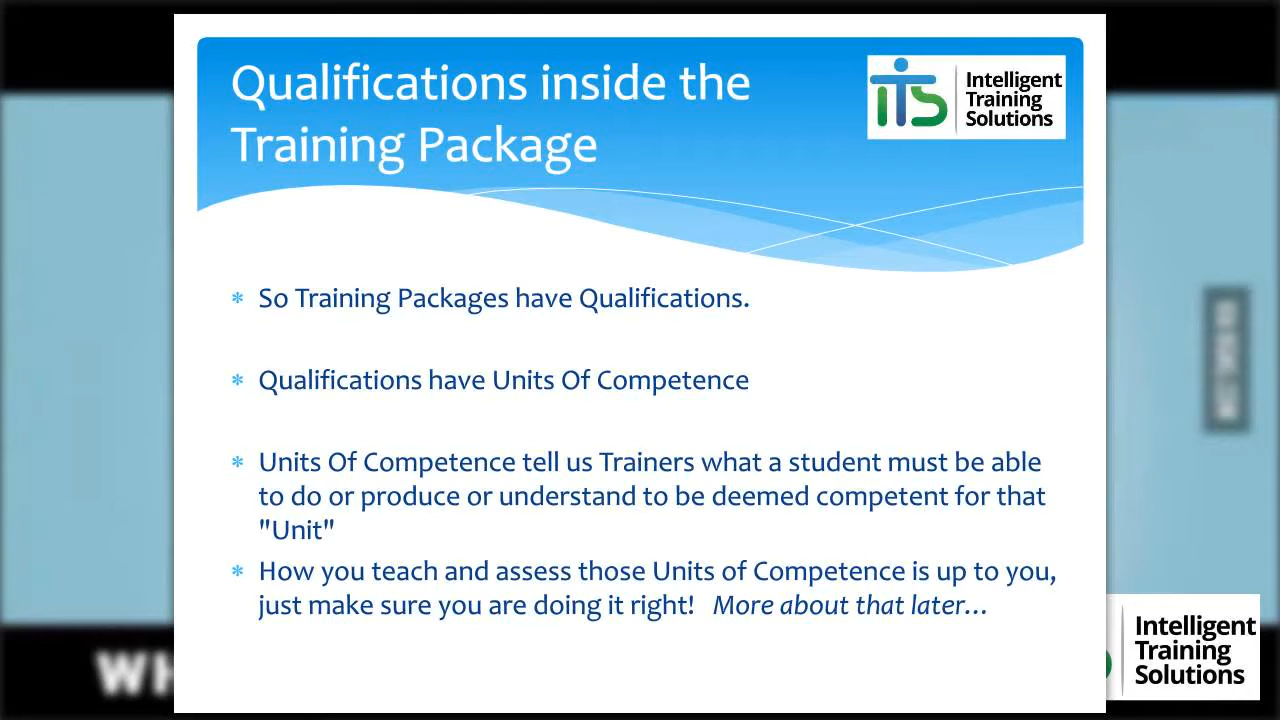 Qualifications inside the
Training Package
iTS
Intelligent
Training
Solutions
* So Training Packages have Qualifications.
* Qualifications have Units Of Competence
* Units Of Competence tell us Trainers what a student must be able
to do or produce or understand to be deemed competent for that
"Unit"
* How you teach and assess those Units of Competence is up to you,
just make sure you are doing it right!   More about that later...
WH
Intelligent
Training
Solutions